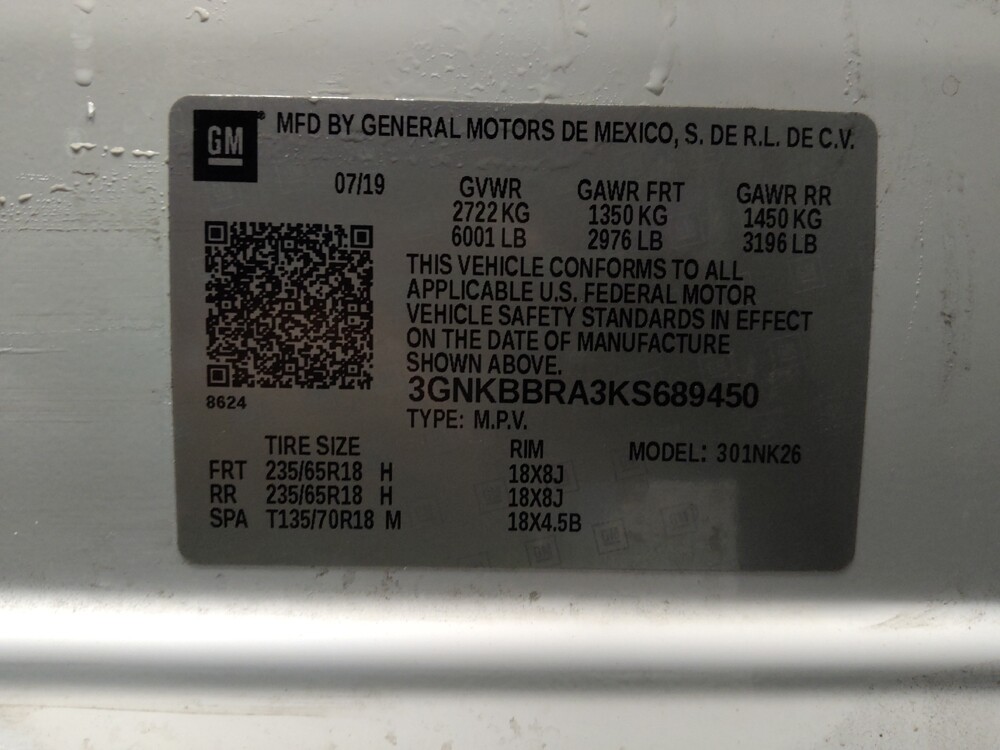 GM® MFD BY GENERAL MOTORS DE MEXICO, S. DE R.L. DE C.V.
07/19 GVWR GAWR FRT GAWR RR
2722 KG 1350 KG 1450 KG
6001 LB 2976 LB 3196 LB
THIS VEHICLE CONFORMS TO ALL
APPLICABLE U.S. FEDERAL MOTOR
VEHICLE SAFETY STANDARDS IN EFFECT
ON THE DATE OF MANUFACTURE
SHOWN ABOVE.
3GNKBBRA3KS689450
8624
TYPE: M.P.V.
TIRE SIZE RIM MODEL: 301NK26
FRT 235/65R18 H 18X8J
RR 235/65R18 H 18X8J
SPA T135/70R18 M 18X4.5B